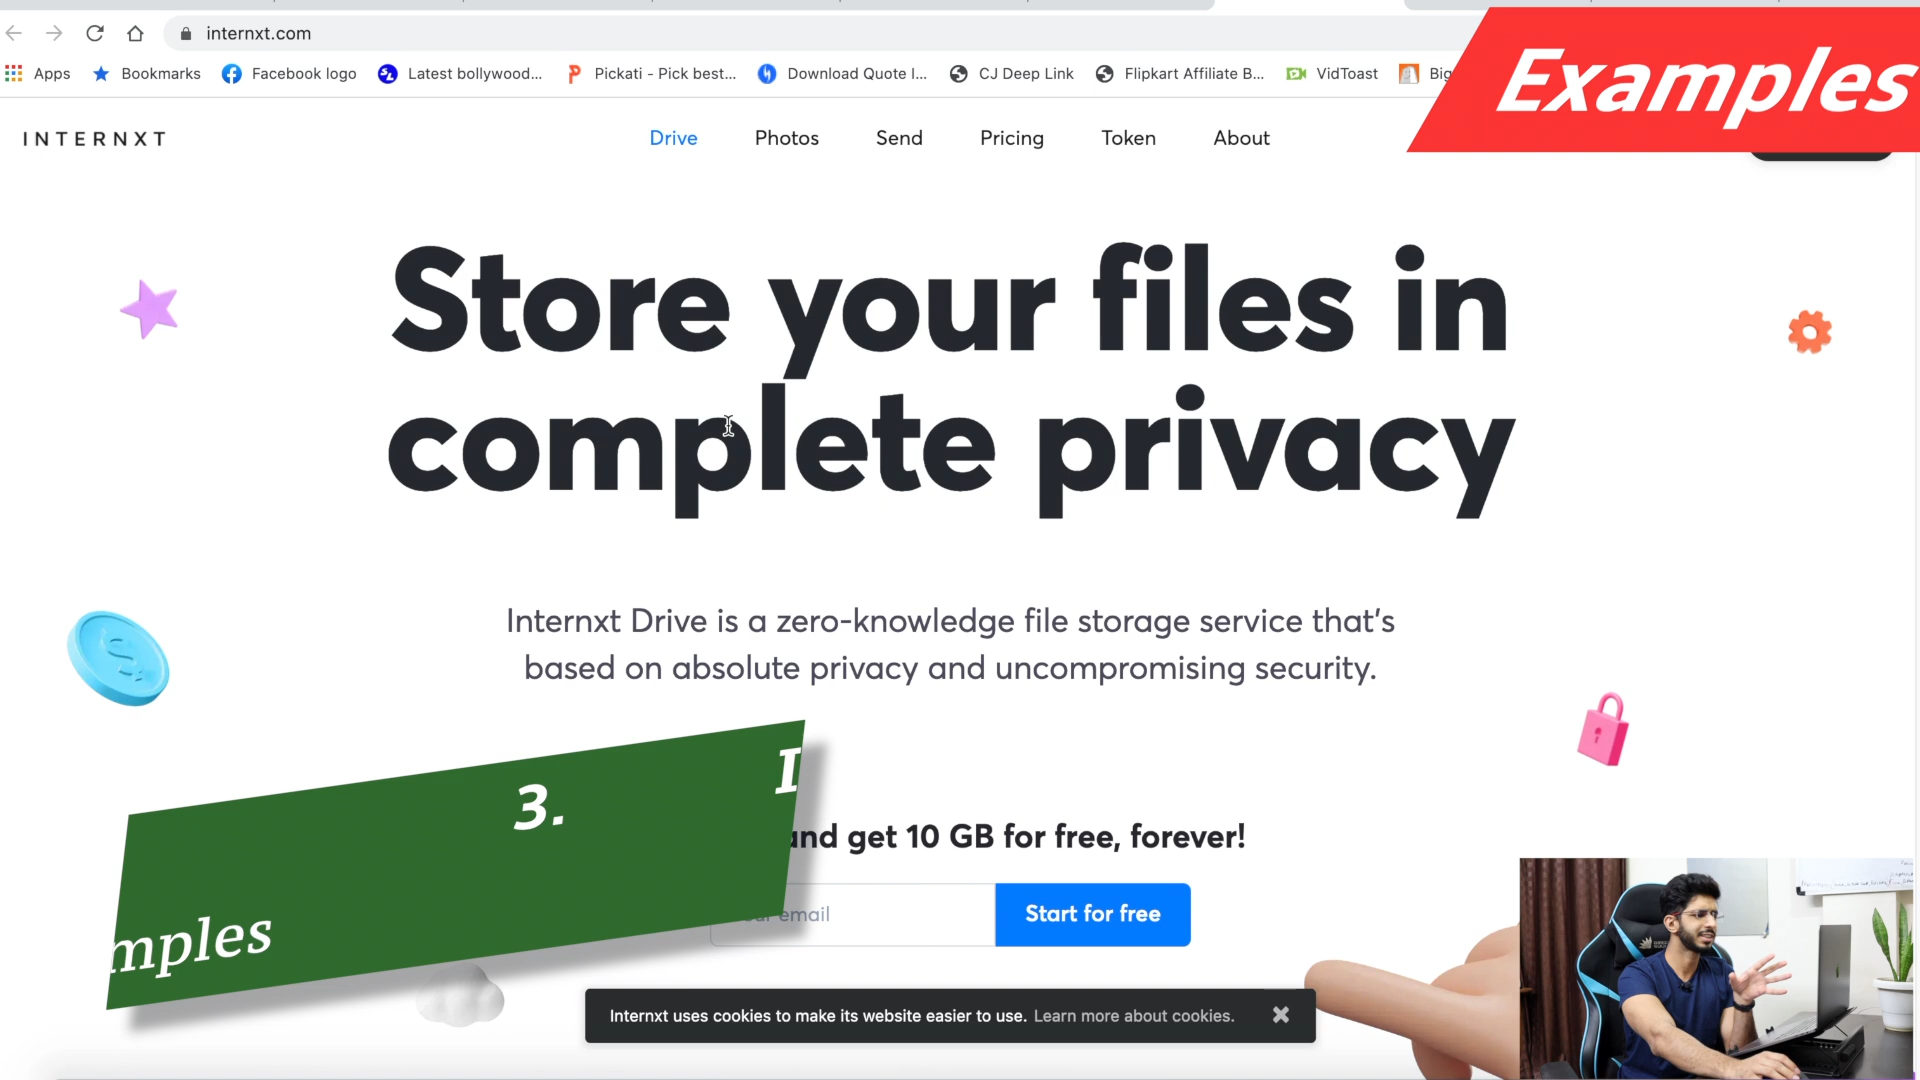 internxt.com
Apps
Bookmarks
Facebook logo
Latest bollywood...
Pickati - Pick best...
Download Quote I...
CJ Deep Link
Flipkart Affiliate B...
VidToast
Examples
INTERNXT
Drive
Photos
Send
Pricing
Token
About
Store your files in
complete privacy
Internxt Drive is a zero-knowledge file storage service that's
based on absolute privacy and uncompromising security.
3.
mples
and get 10 GB for free, forever!
email
Start for free
Internxt uses cookies to make its website easier to use. Learn more about cookies.